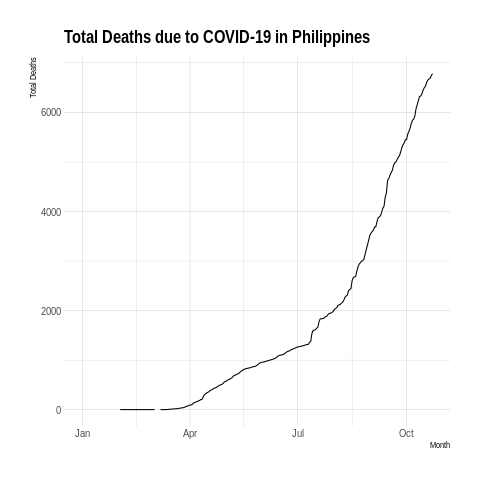 Total Deaths due to COVID-19 in Philippines
Total Deaths
6000
4000
2000
0
Jan Apr Jul Oct
Month